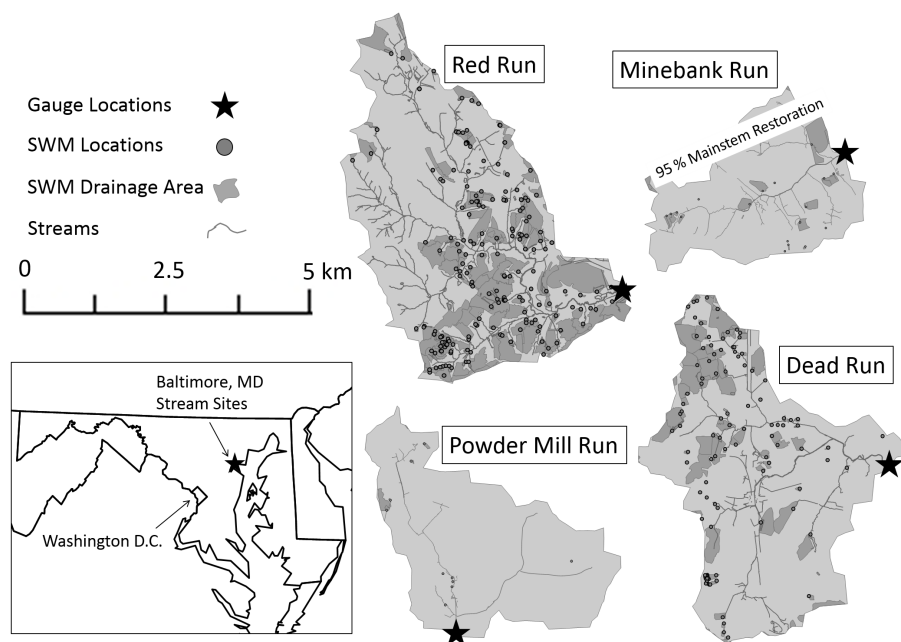 Red Run
Minebank Run
Gauge Locations
SWM Locations
SWM Drainage Area
Streams
0 2.5 5 km
95 % Mainstem Restoration
Baltimore, MD
Stream Sites
Washington D.C.
Powder Mill Run
Dead Run